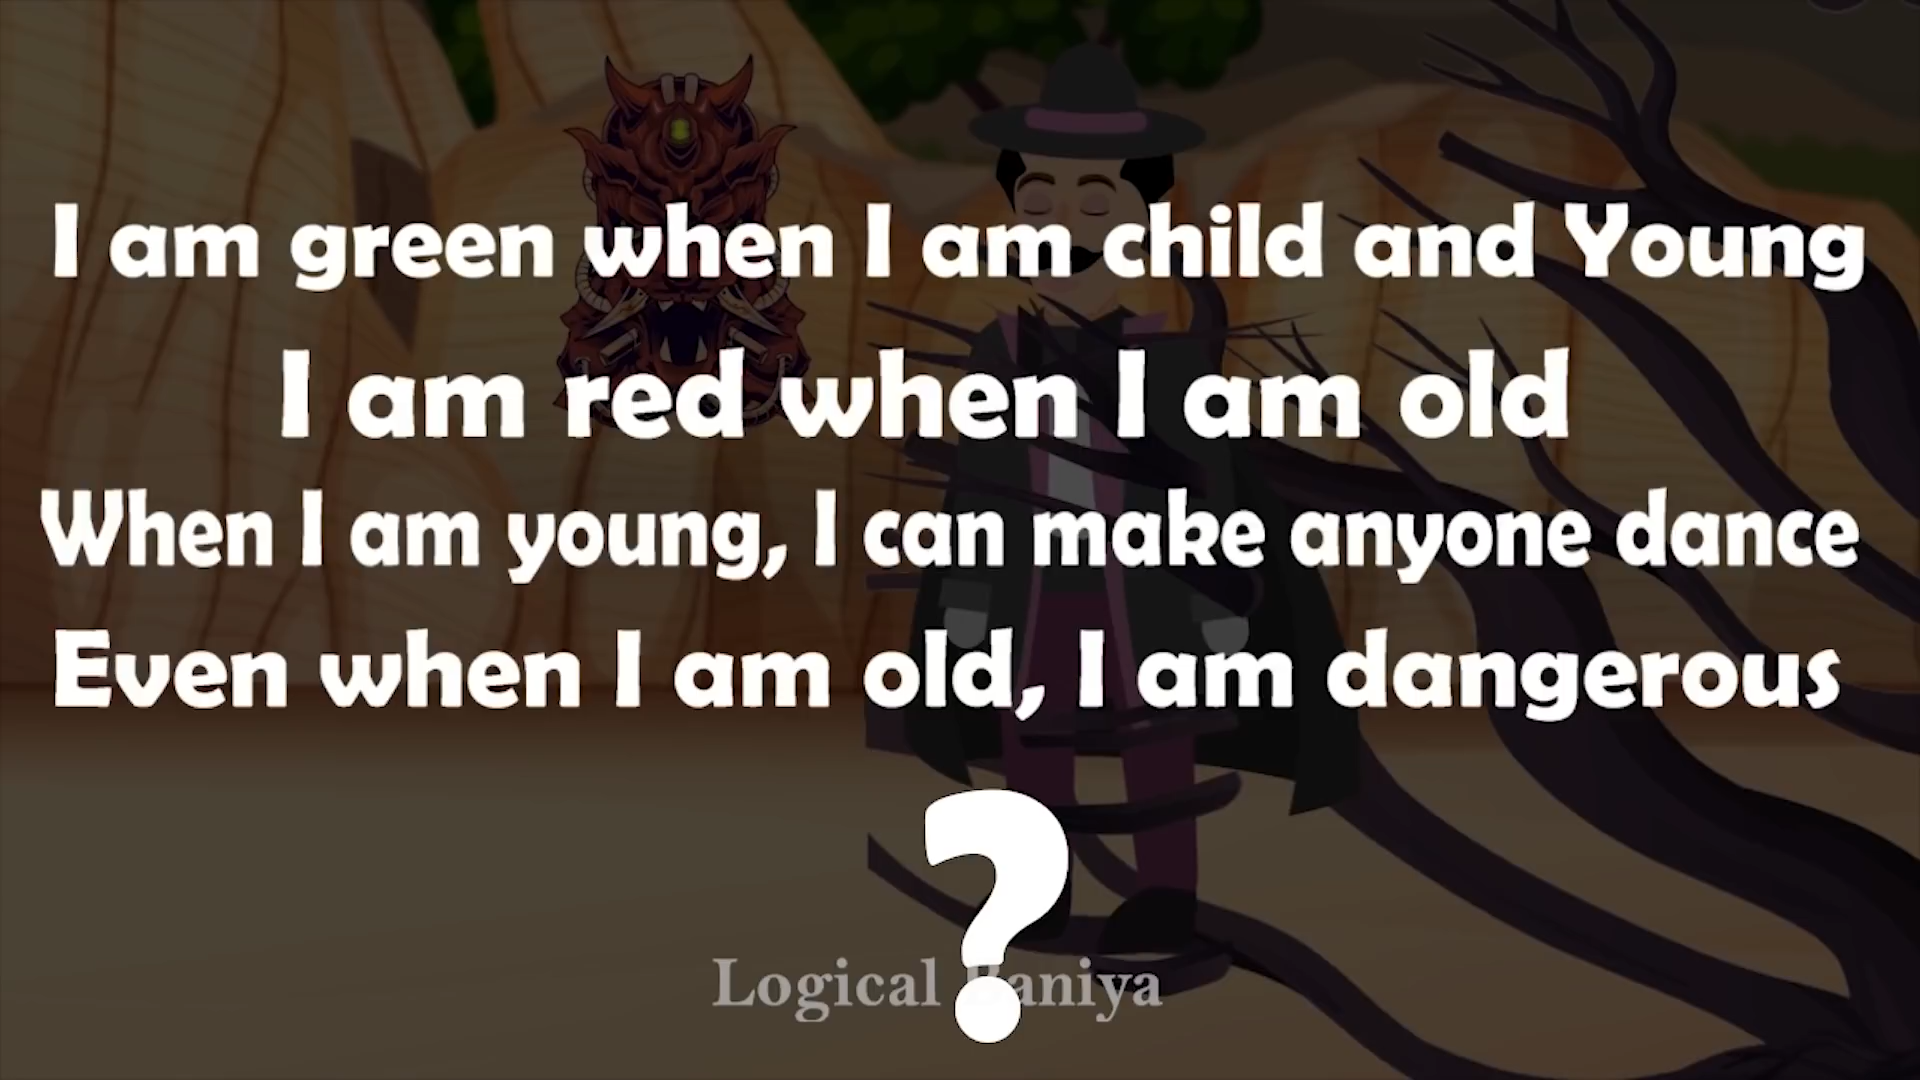 I am green when I am child and Young
I am red when I am old
When I am young, I can make anyone dance
Even when I am old, I am dangerous
?
Logical Baniya